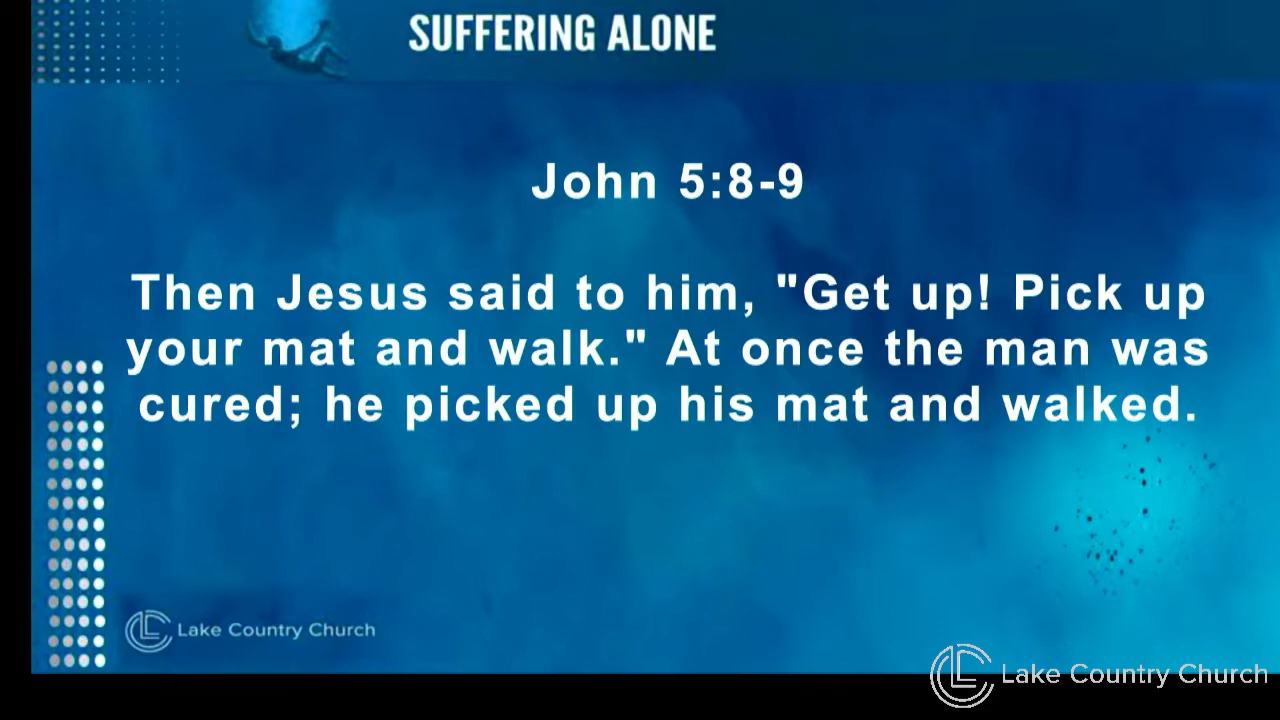 SUFFERING ALONE
John 5:8-9
Then Jesus said to him, "Get up! Pick up
your mat and walk." At once the man was
cured; he picked up his mat and walked.
Lake Country Church
Lake Country Church